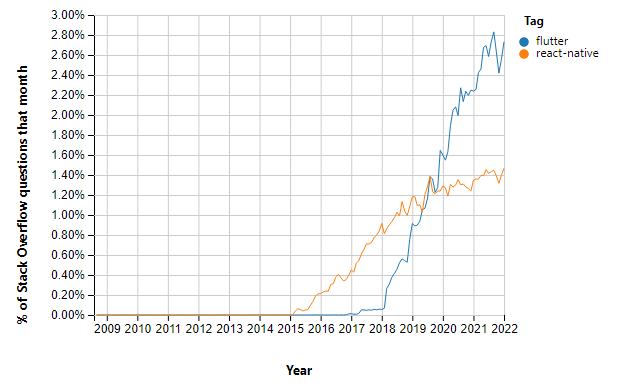 3.00%
2.80%
2.60%
2.40%
2.20%
2.00%
1.80%
1.60%
1.40%
1.20%
1.00%
0.80%
0.60%
0.40%
0.20%
0.00%
% of Stack Overflow questions that month
2009 2010 2011 2012 2013 2014 2015 2016 2017 2018 2019 2020 2021 2022
Year
Tag
flutter
react-native